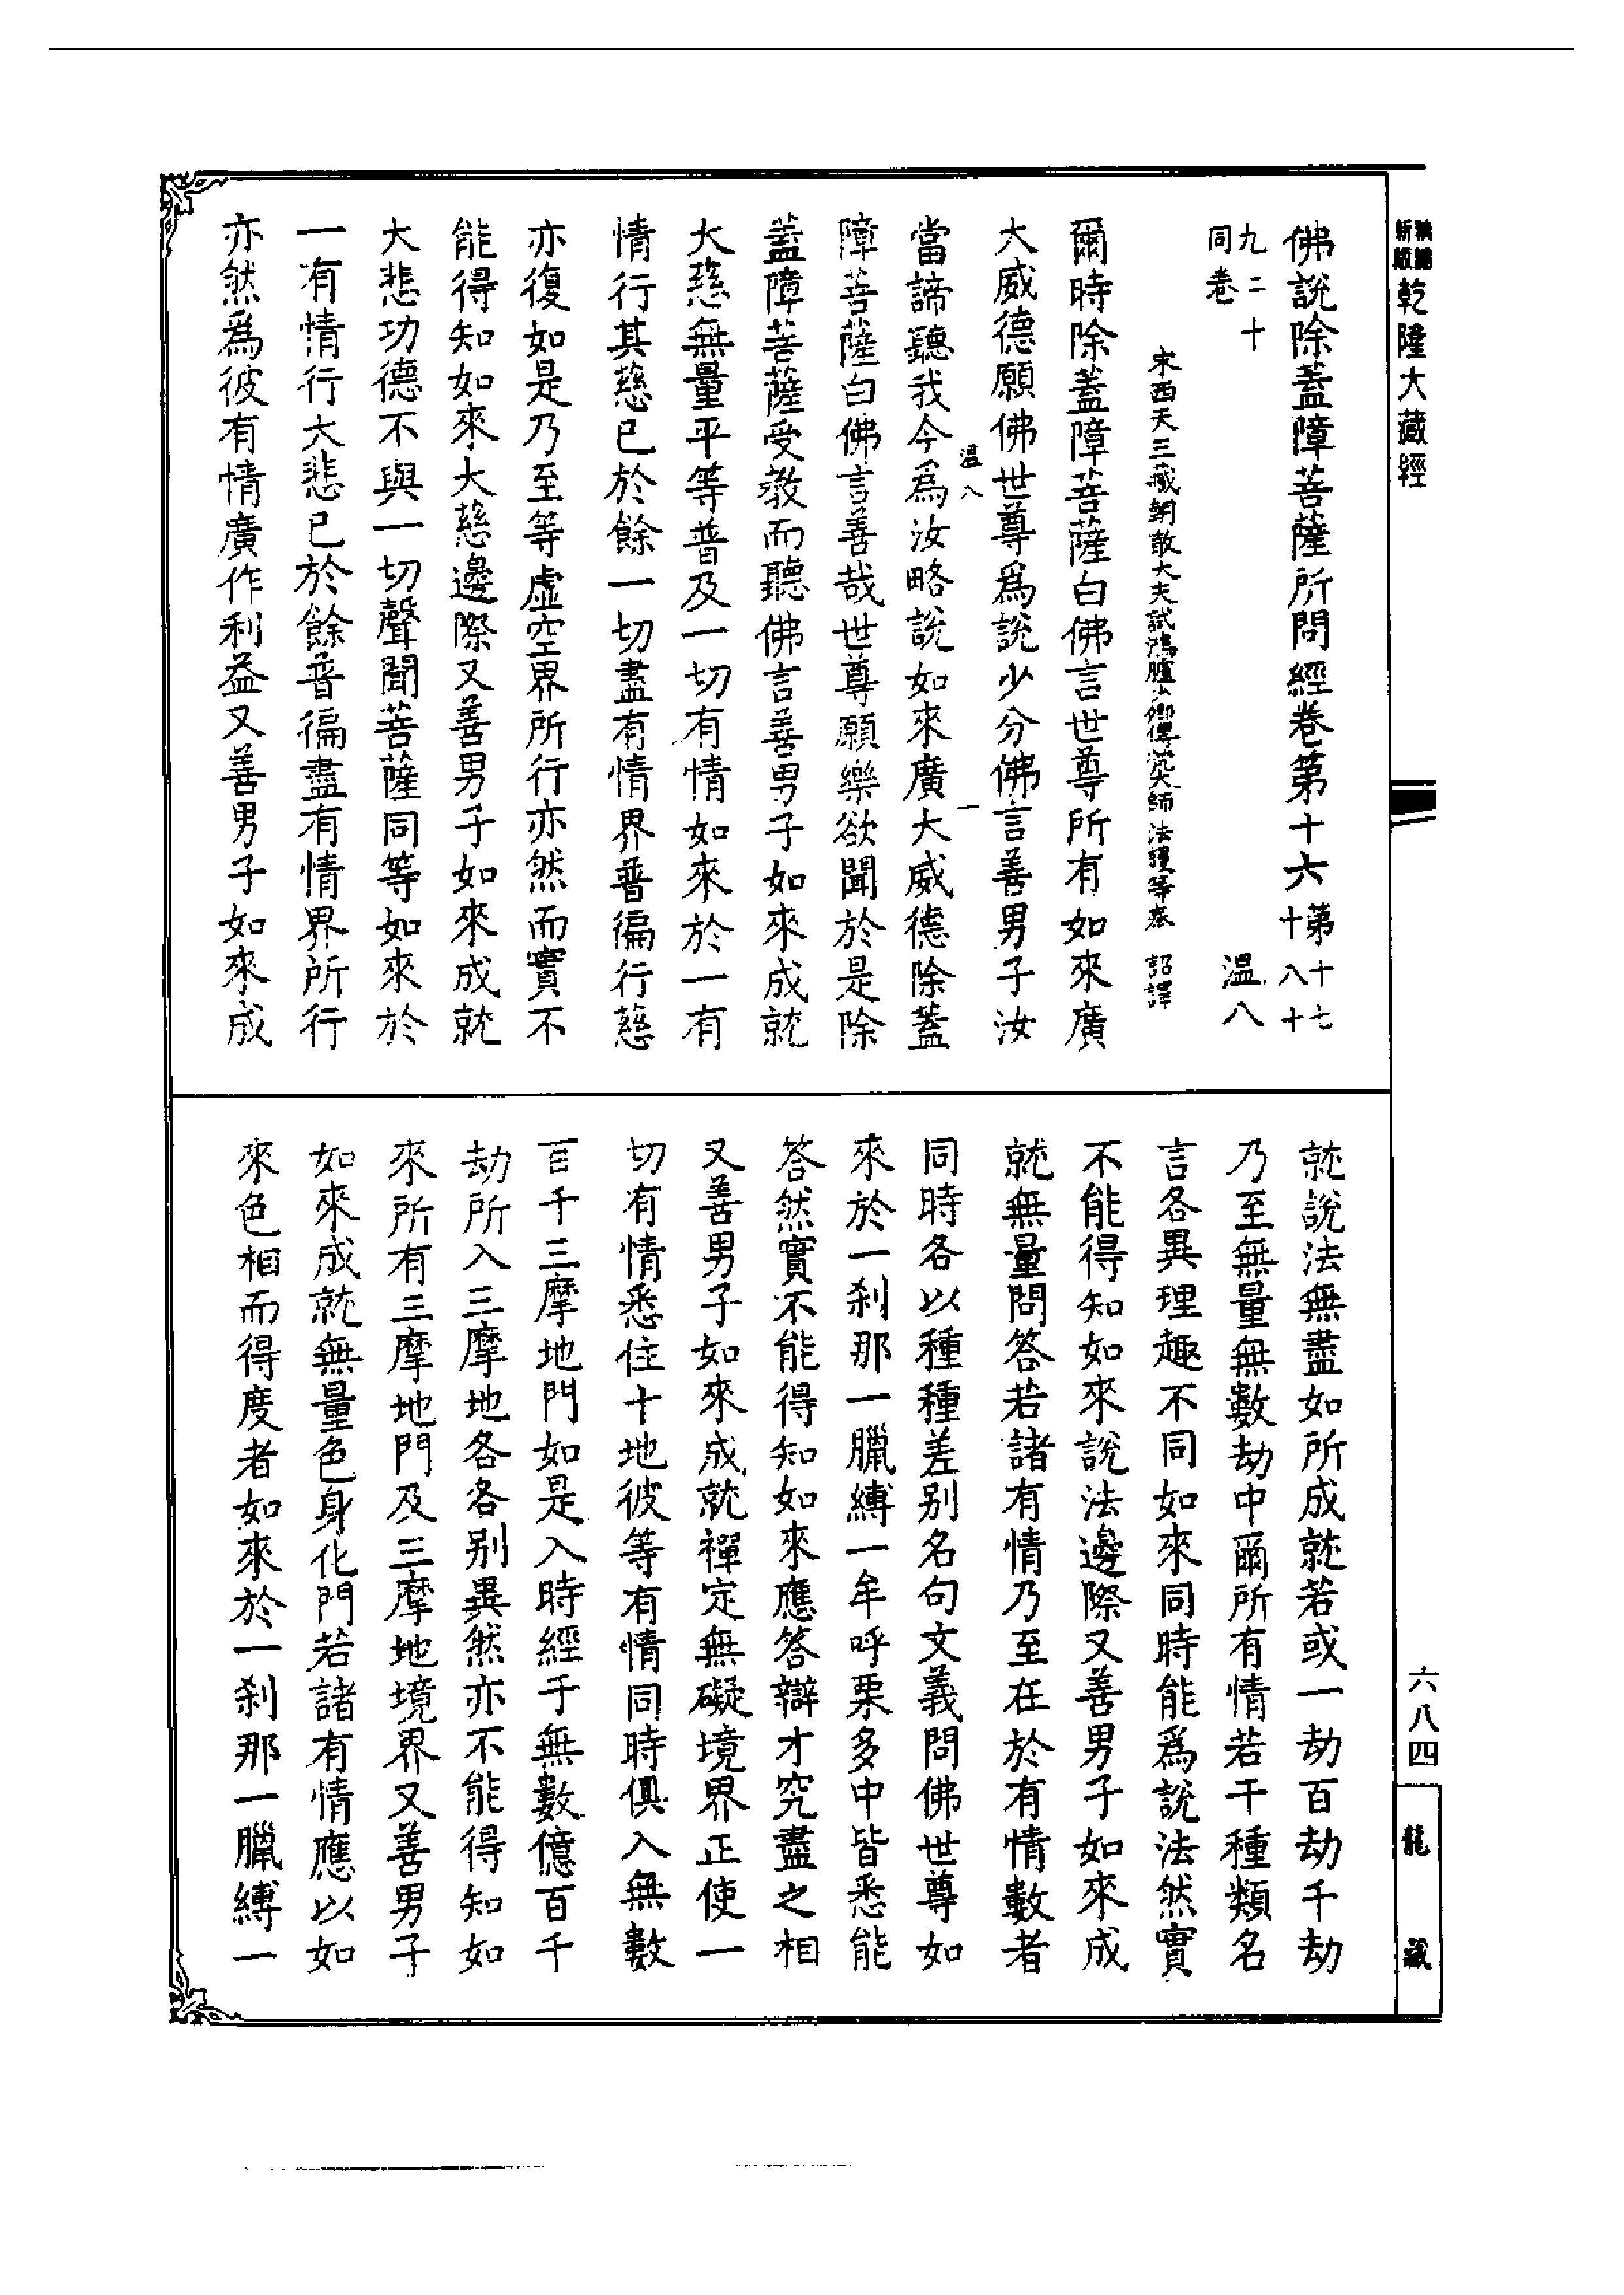 乾隆大藏經
佛說除蓋障菩薩所問經卷第十六第十七十八十
九二十同卷
溫八
宋西天三藏朝散大夫試鴻臚少卿傳梵大師法護等奉 詔譯
爾時除蓋障菩薩白佛言世尊所有如來廣
大威德願佛世尊爲說少分佛言善男子汝
溫八 一
當諦聽我今爲汝略說如來廣大威德除蓋
障菩薩白佛言善哉世尊願樂欲聞於是除
蓋障菩薩受教而聽佛言善男子如來成就
大慈無量平等普及一切有情如來於一有
情行其慈已於餘一切盡有情界普徧行慈
亦復如是乃至等虛空界所行亦然而實不
能得知如來大慈邊際又善男子如來成就
大悲功德不與一切聲聞菩薩同等如來於
一有情行大悲已於餘普徧盡有情界所行
亦然爲彼有情廣作利益又善男子如來成
就說法無盡如所成就若或一劫百劫千劫
乃至無量無數劫中爾所有情若干種類名
言各異理趣不同如來同時能爲說法然實
不能得知如來說法邊際又善男子如來成
就無量問答若諸有情乃至在於有情數者
同時各以種種差别名句文義問佛世尊如
來於一刹那一臘縛一牟呼栗多中皆悉能
答然實不能得知如來應答辯才究盡之相
又善男子如來成就禪定無礙境界正使一
切有情悉住十地彼等有情同時俱入無數
百千三摩地門如是入時經于無數億百千
劫所入三摩地各各别異然亦不能得知如
來所有三摩地門及三摩地境界又善男子
如來成就無量色身化門若諸有情應以如
來色相而得度者如來於一刹那一臘縛一
六八四
龍藏